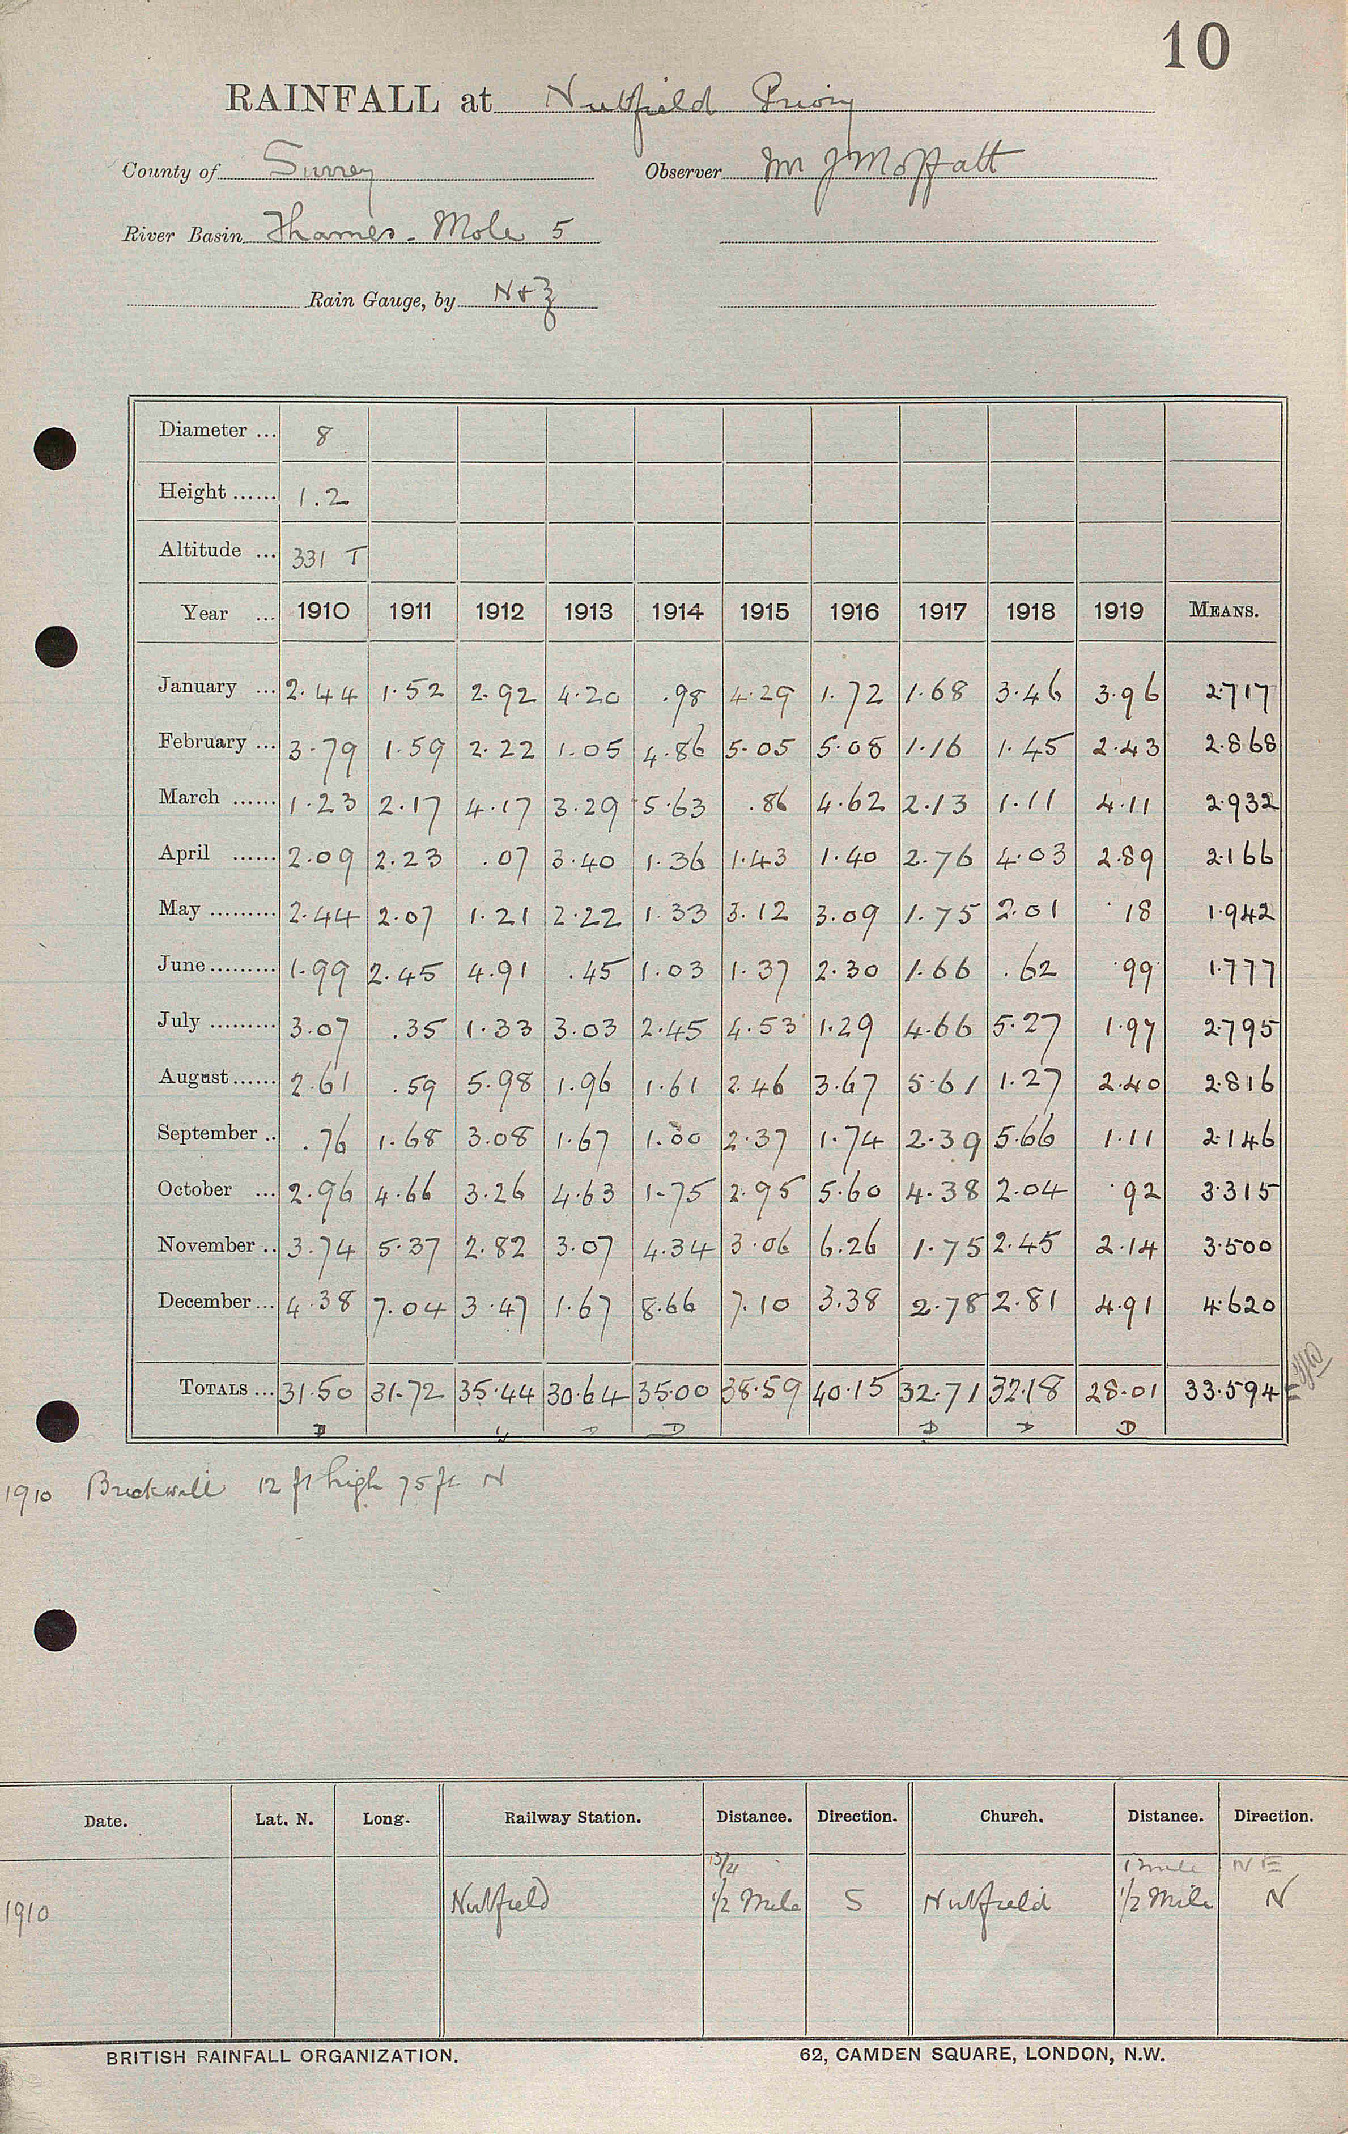 10
RAINFALL at Nutfield Priory
County of Surrey Observer Mr J Moffatt
River Basin Thames - Mole 5
Rain Gauge, by N & Z
Diameter ... 8
Height ...... 1.2
Altitude ... 331 T
Year ... 1910 1911 1912 1913 1914 1915 1916 1917 1918 1919 MEANS.
January ... 2.44 1.52 2.92 4.20 .98 4.29 1.72 1.68 3.46 3.96 2.717
February ... 3.79 1.59 2.22 1.05 4.86 5.05 5.08 1.16 1.45 2.43 2.868
March ...... 1.23 2.17 4.17 3.29 5.63 .86 4.62 2.13 1.11 4.11 2.932
April ...... 2.09 2.23 .07 3.40 1.36 1.43 1.40 2.76 4.03 2.89 2.166
May ......... 2.44 2.07 1.21 2.22 1.33 3.12 3.09 1.75 2.01 .18 1.942
June ......... 1.99 2.45 4.91 .45 1.03 1.37 2.30 1.66 .62 .99 1.777
July ......... 3.07 .35 1.33 3.03 2.45 4.53 1.29 4.66 5.27 1.97 2.795
August ...... 2.61 .59 5.98 1.96 1.61 2.46 3.67 5.61 1.27 2.40 2.816
September .. .76 1.68 3.08 1.67 1.00 2.37 1.74 2.39 5.66 1.11 2.146
October ... 2.96 4.66 3.26 4.63 1.75 2.95 5.60 4.38 2.04 .92 3.315
November .. 3.74 5.37 2.82 3.07 4.34 3.06 6.26 1.75 2.45 2.14 3.500
December ... 4.38 7.04 3.47 1.67 8.66 7.10 3.38 2.78 2.81 4.91 4.620
TOTALS ... 31.50 31.72 35.44 30.64 35.00 38.59 40.15 32.71 32.18 28.01 33.594
D D D D D
1910 Brickwall 12 ft high 75 ft N
Date. Lat. N. Long. Railway Station. Distance. Direction. Church. Distance. Direction.
13/21 1 mile NE
1910 Nutfield 1/2 Mile S Nutfield 1/2 Mile N
BRITISH RAINFALL ORGANIZATION. 62, CAMDEN SQUARE, LONDON, N.W.